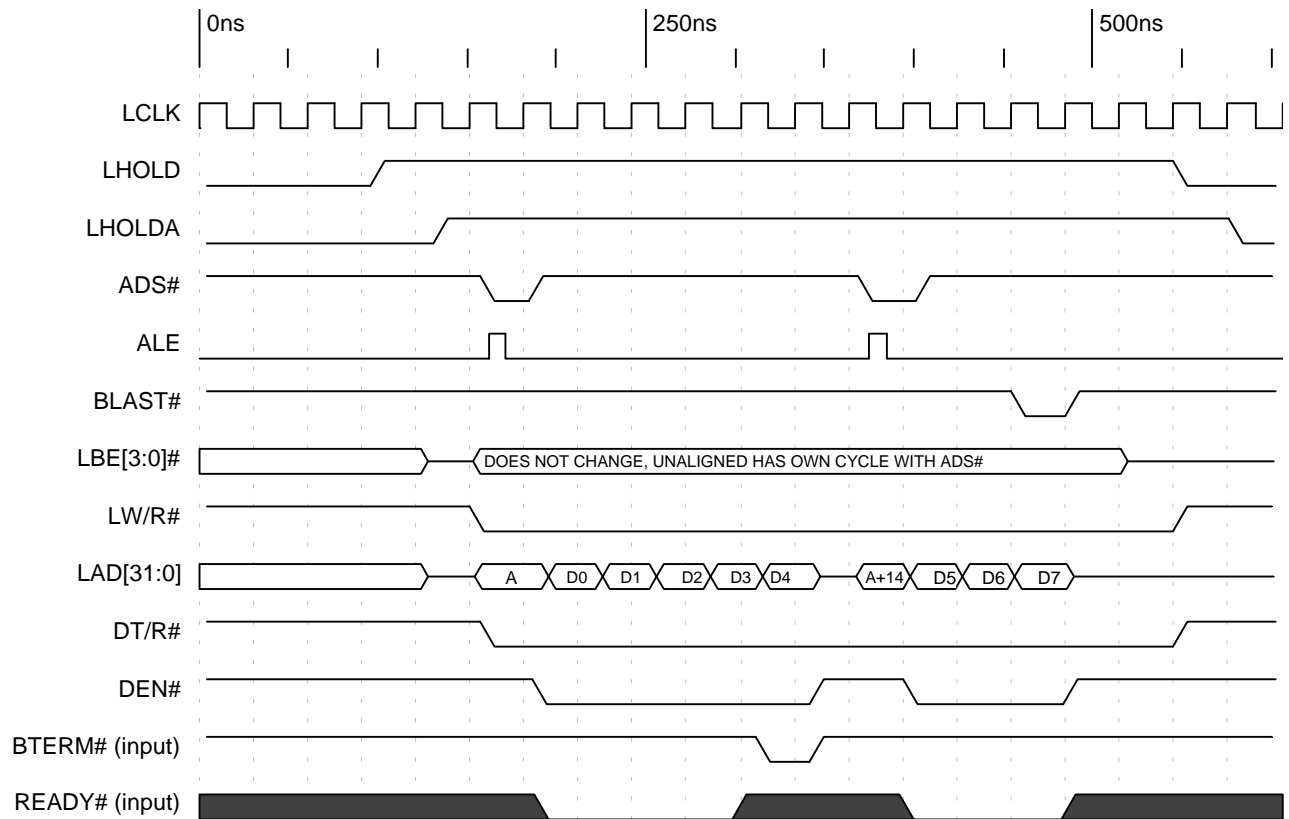 0ns 250ns 500ns
LCLK
LHOLD
LHOLDA
ADS#
ALE
BLAST#
LBE[3:0]# DOES NOT CHANGE, UNALIGNED HAS OWN CYCLE WITH ADS#
LW/R#
LAD[31:0] A D0 D1 D2 D3 D4 A+14 D5 D6 D7
DT/R#
DEN#
BTERM# (input)
READY# (input)